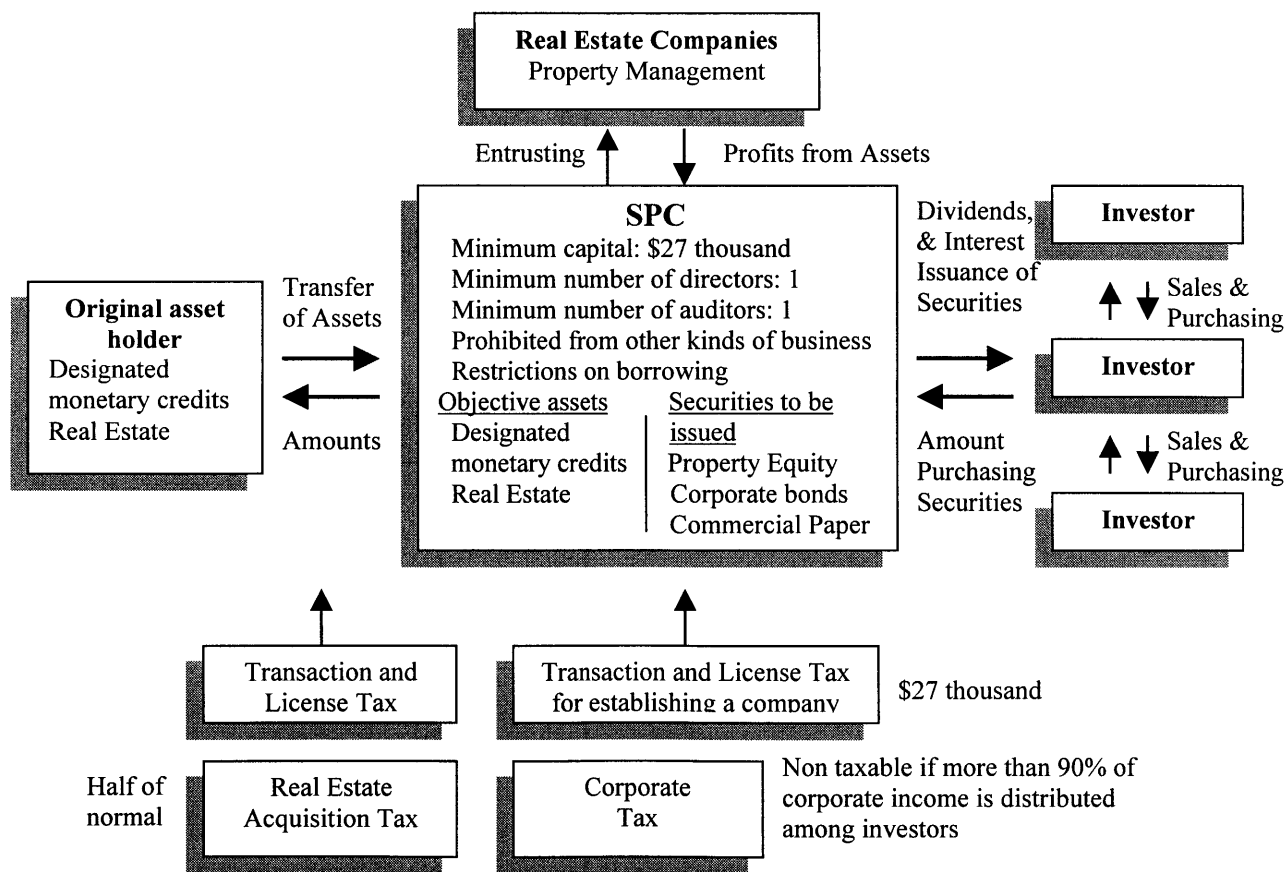 Real Estate Companies
Property Management
Entrusting
Profits from Assets
SPC
Minimum capital: $27 thousand
Minimum number of directors: 1
Minimum number of auditors: 1
Prohibited from other kinds of business
Restrictions on borrowing
Objective assets
Designated
monetary credits
Real Estate
Securities to be
issued
Property Equity
Corporate bonds
Commercial Paper
Original asset
holder
Designated
monetary credits
Real Estate
Transfer
of Assets
Amounts
Dividends,
& Interest
Issuance of
Securities
Amount
Purchasing
Securities
Investor
Sales &
Purchasing
Investor
Sales &
Purchasing
Investor
Transaction and
License Tax
Transaction and License Tax
for establishing a company
$27 thousand
Half of
normal
Real Estate
Acquisition Tax
Corporate
Tax
Non taxable if more than 90% of
corporate income is distributed
among investors